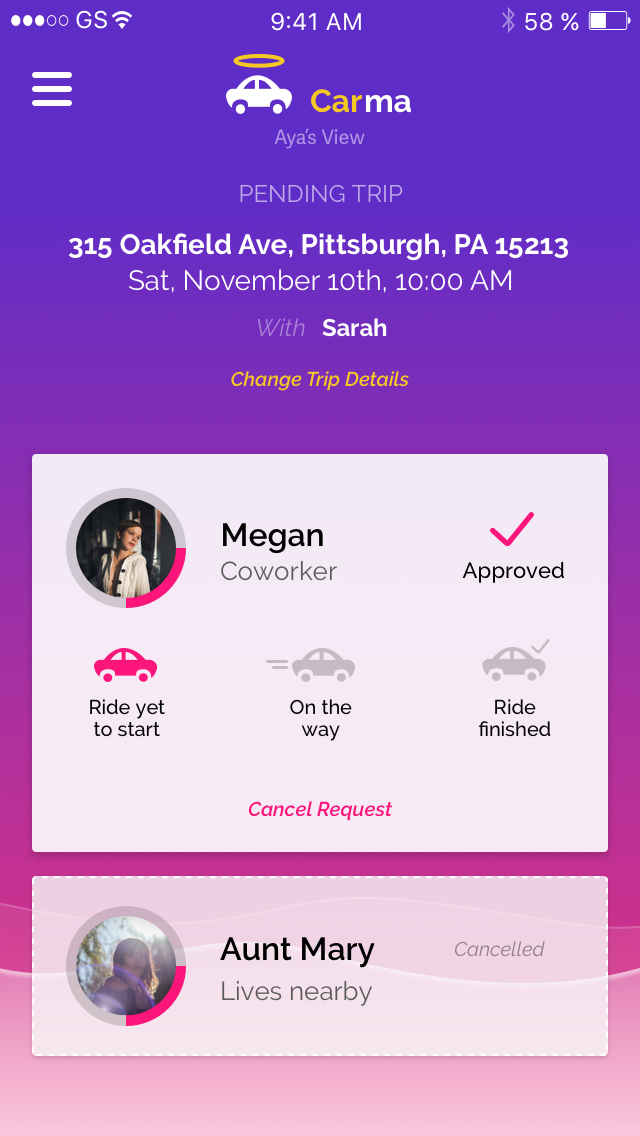 GS 9:41 AM 58 %
Carma
Aya's View
PENDING TRIP
315 Oakfield Ave, Pittsburgh, PA 15213
Sat, November 10th, 10:00 AM
With Sarah
Change Trip Details
Megan
Coworker
Approved
Ride yet
to start
On the
way
Ride
finished
Cancel Request
Aunt Mary
Cancelled
Lives nearby